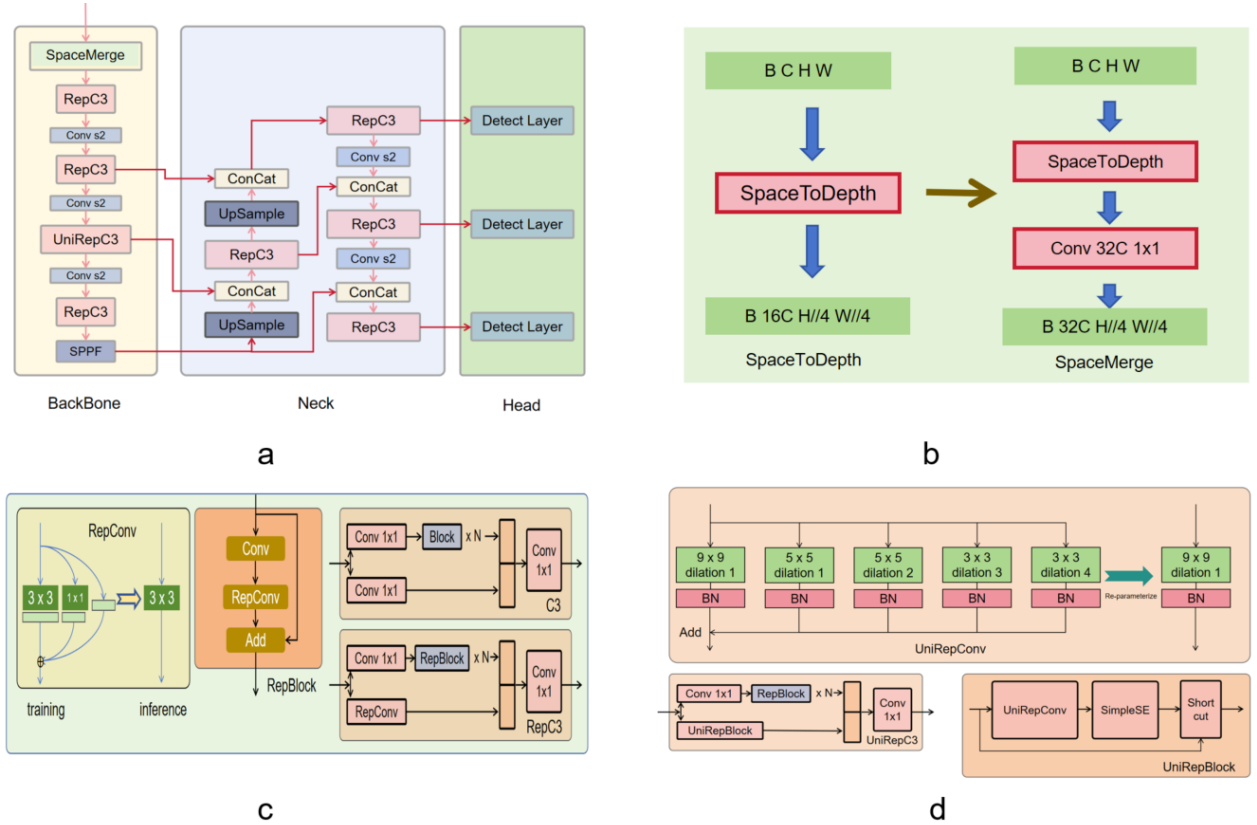 SpaceMerge
RepC3
Conv s2
RepC3
Conv s2
UniRepC3
Conv s2
RepC3
SPPF
BackBone
ConCat
UpSample
RepC3
ConCat
UpSample
RepC3
Conv s2
ConCat
RepC3
Conv s2
ConCat
RepC3
Neck
Detect Layer
Detect Layer
Detect Layer
Head
a
B C H W
SpaceToDepth
B 16C H//4 W//4
SpaceToDepth
B C H W
SpaceToDepth
Conv 32C 1x1
B 32C H//4 W//4
SpaceMerge
b
RepConv
3 x 3
1 x 1
3 x 3
training
inference
Conv
RepConv
Add
RepBlock
Conv 1x1
Block
x N
Conv 1x1
Conv
1x1
C3
Conv 1x1
RepBlock
x N
RepConv
Conv
1x1
RepC3
c
9 x 9
dilation 1
BN
5 x 5
dilation 1
BN
5 x 5
dilation 2
BN
3 x 3
dilation 3
BN
3 x 3
dilation 4
BN
Re-parameterize
9 x 9
dilation 1
BN
Add
UniRepConv
Conv 1x1
RepBlock
x N
UniRepBlock
Conv
1x1
UniRepC3
UniRepConv
SimpleSE
Short
cut
UniRepBlock
d